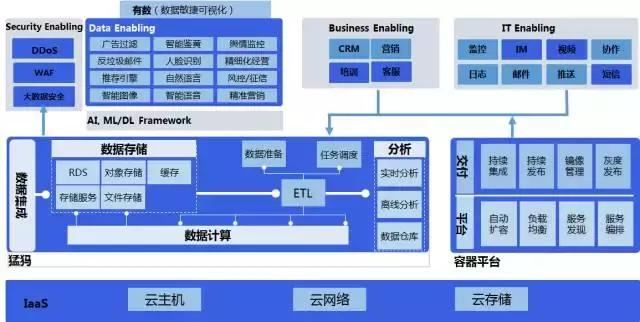 有数（数据敏捷可视化）
Security Enabling
DDoS
WAF
大数据安全
Data Enabling
广告过滤 智能鉴黄 舆情监控
反垃圾邮件 人脸识别 精细化经营
推荐引擎 自然语言 风控/征信
智能图像 智能语音 精准营销
AI, ML/DL Framework
Business Enabling
CRM 营销
培训 客服
IT Enabling
监控 IM 视频 协作
日志 邮件 推送 短信
数据集成
数据存储
RDS 对象存储 缓存
存储服务 文件存储
数据准备 任务调度
ETL
数据计算
分析
实时分析
离线分析
数据仓库
猛犸
交付
持续集成 持续发布 镜像管理 灰度发布
平台
自动扩容 负载均衡 服务发现 服务编排
容器平台
IaaS 云主机 云网络 云存储